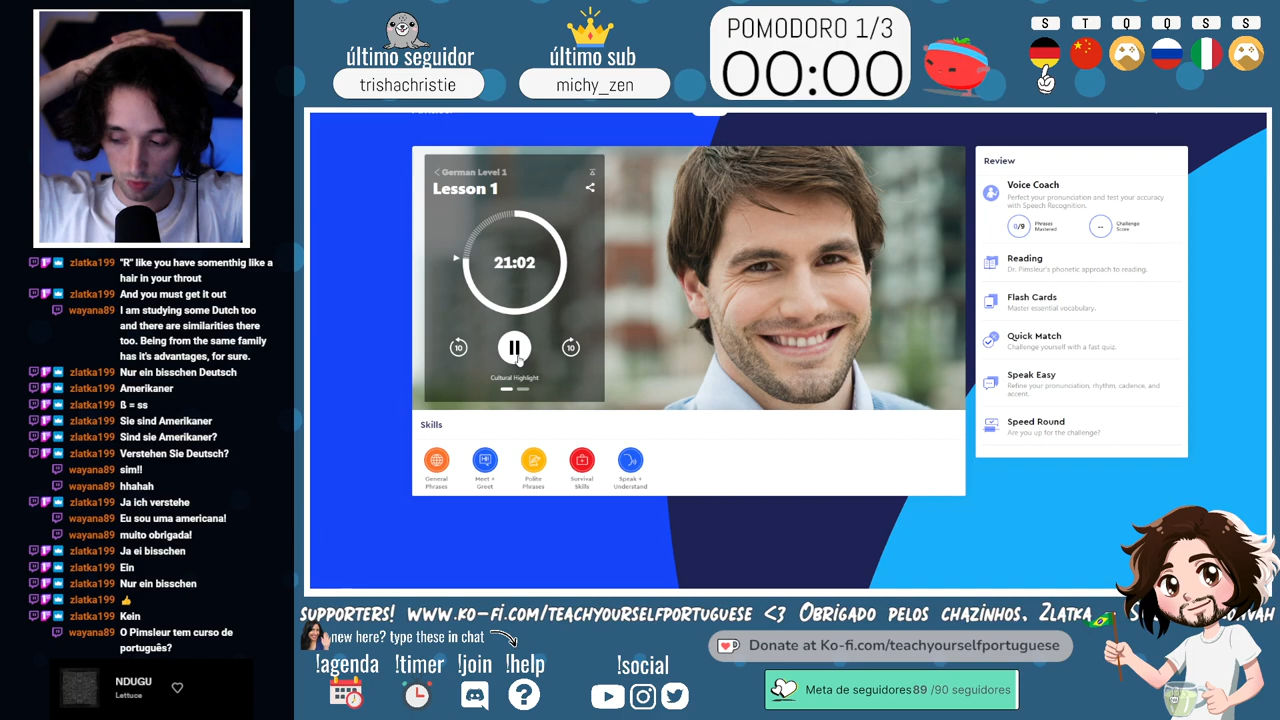 último seguidor
trishachristie
último sub
michy_zen
POMODORO 1/3
00:00
S T Q Q S S
German Level 1
Lesson 1
21:02
10
10
Cultural Highlight
Skills
General Phrases
Meet + Greet
Polite Phrases
Survival Skills
Speak + Understand
Review
Voice Coach
Perfect your pronunciation and test your accuracy
with Speech Recognition.
0/9
Phrases
Mastered
--
Challenge
Score
Reading
Dr. Pimsleur's phonetic approach to reading.
Flash Cards
Master essential vocabulary.
Quick Match
Challenge yourself with a fast quiz.
Speak Easy
Refine your pronunciation, rhythm, cadence, and
accent.
Speed Round
Are you up for the challenge?
zlatka199 "R" like you have somenthig like a
hair in your throut
zlatka199 And you must get it out
wayana89 I am studying some Dutch too
and there are similarities there
too. Being from the same family
has it's advantages, for sure.
zlatka199 Nur ein bisschen Deutsch
zlatka199 Amerikaner
zlatka199 ß = ss
zlatka199 Sie sind Amerikaner
zlatka199 Sind sie Amerikaner?
zlatka199 Verstehen Sie Deutsch?
wayana89 sim!!
wayana89 hhahah
zlatka199 Ja ich verstehe
wayana89 Eu sou uma americana!
wayana89 muito obrigada!
zlatka199 Ja ei bisschen
zlatka199 Ein
zlatka199 Nur ein bisschen
zlatka199 👍
zlatka199 Kein
wayana89 O Pimsleur tem curso de
português?
NDUGU
Lettuce
SUPPORTERS! WWW.KO-FI.COM/TEACHYOURSELFPORTUGUESE <3 OBRIGADO PELOS CHAZINHOS, ZLATKA
new here? type these in chat
!agenda !timer !join !help
!social
Donate at Ko-fi.com/teachyourselfportuguese
Meta de seguidores 89 /90 seguidores